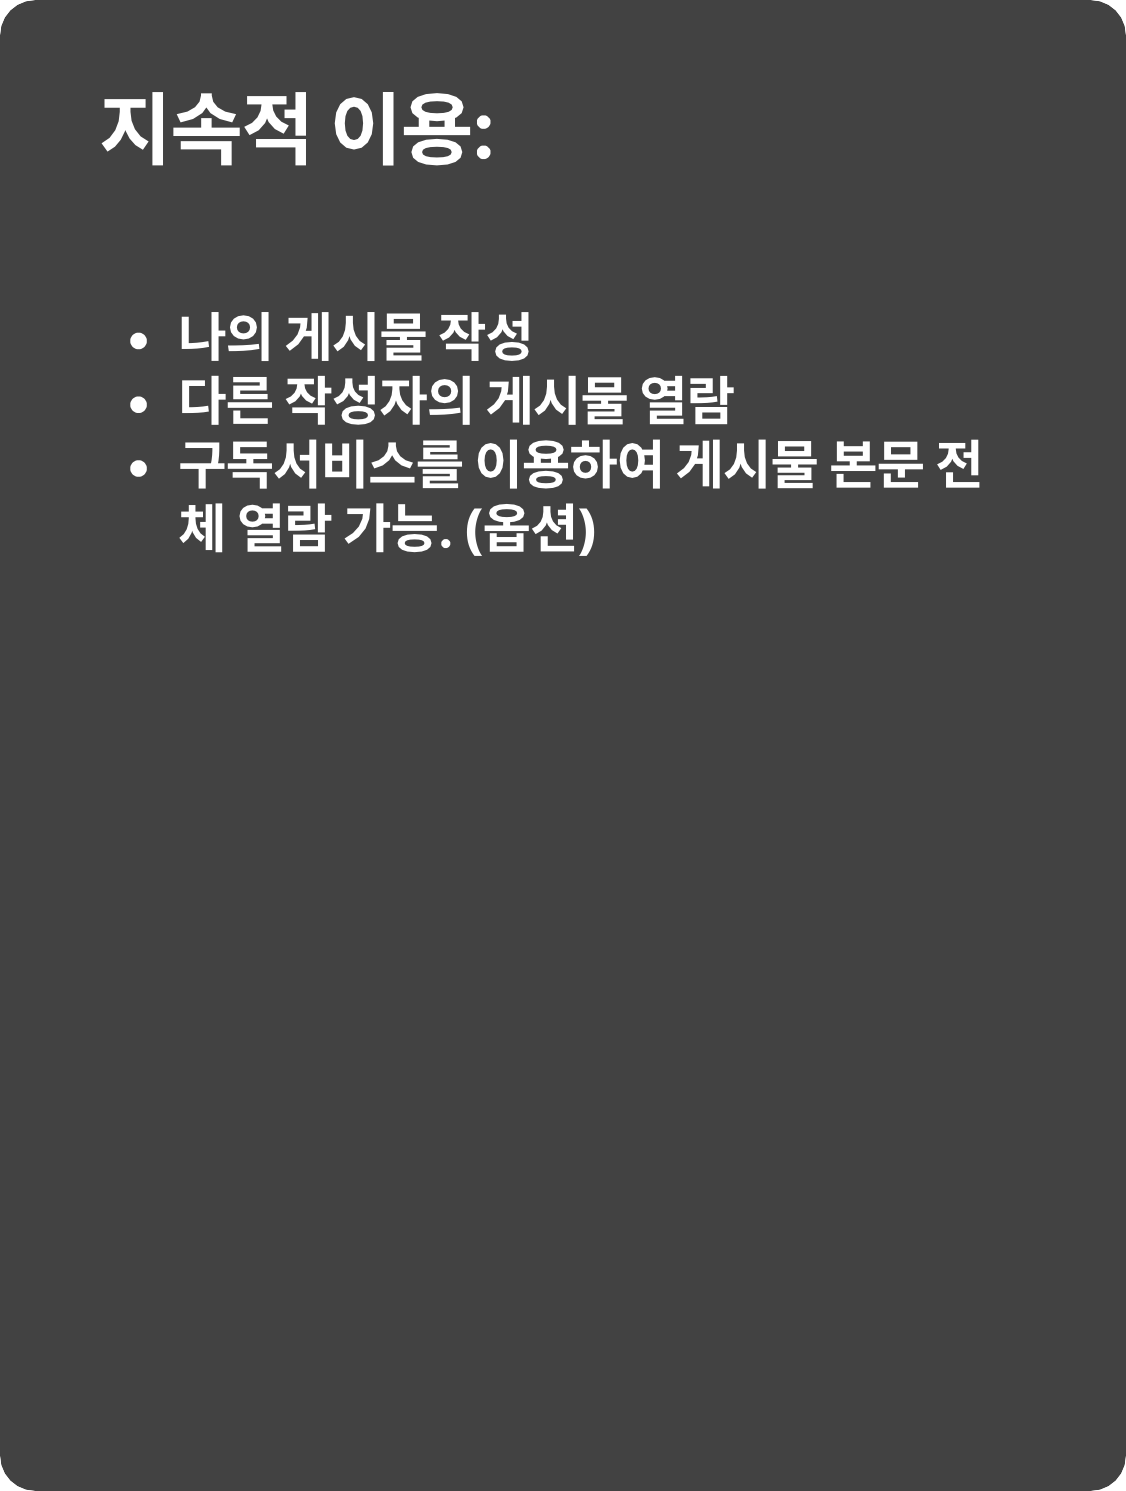 지속적 이용:
• 나의 게시물 작성
• 다른 작성자의 게시물 열람
• 구독서비스를 이용하여 게시물 본문 전
체 열람 가능. (옵션)